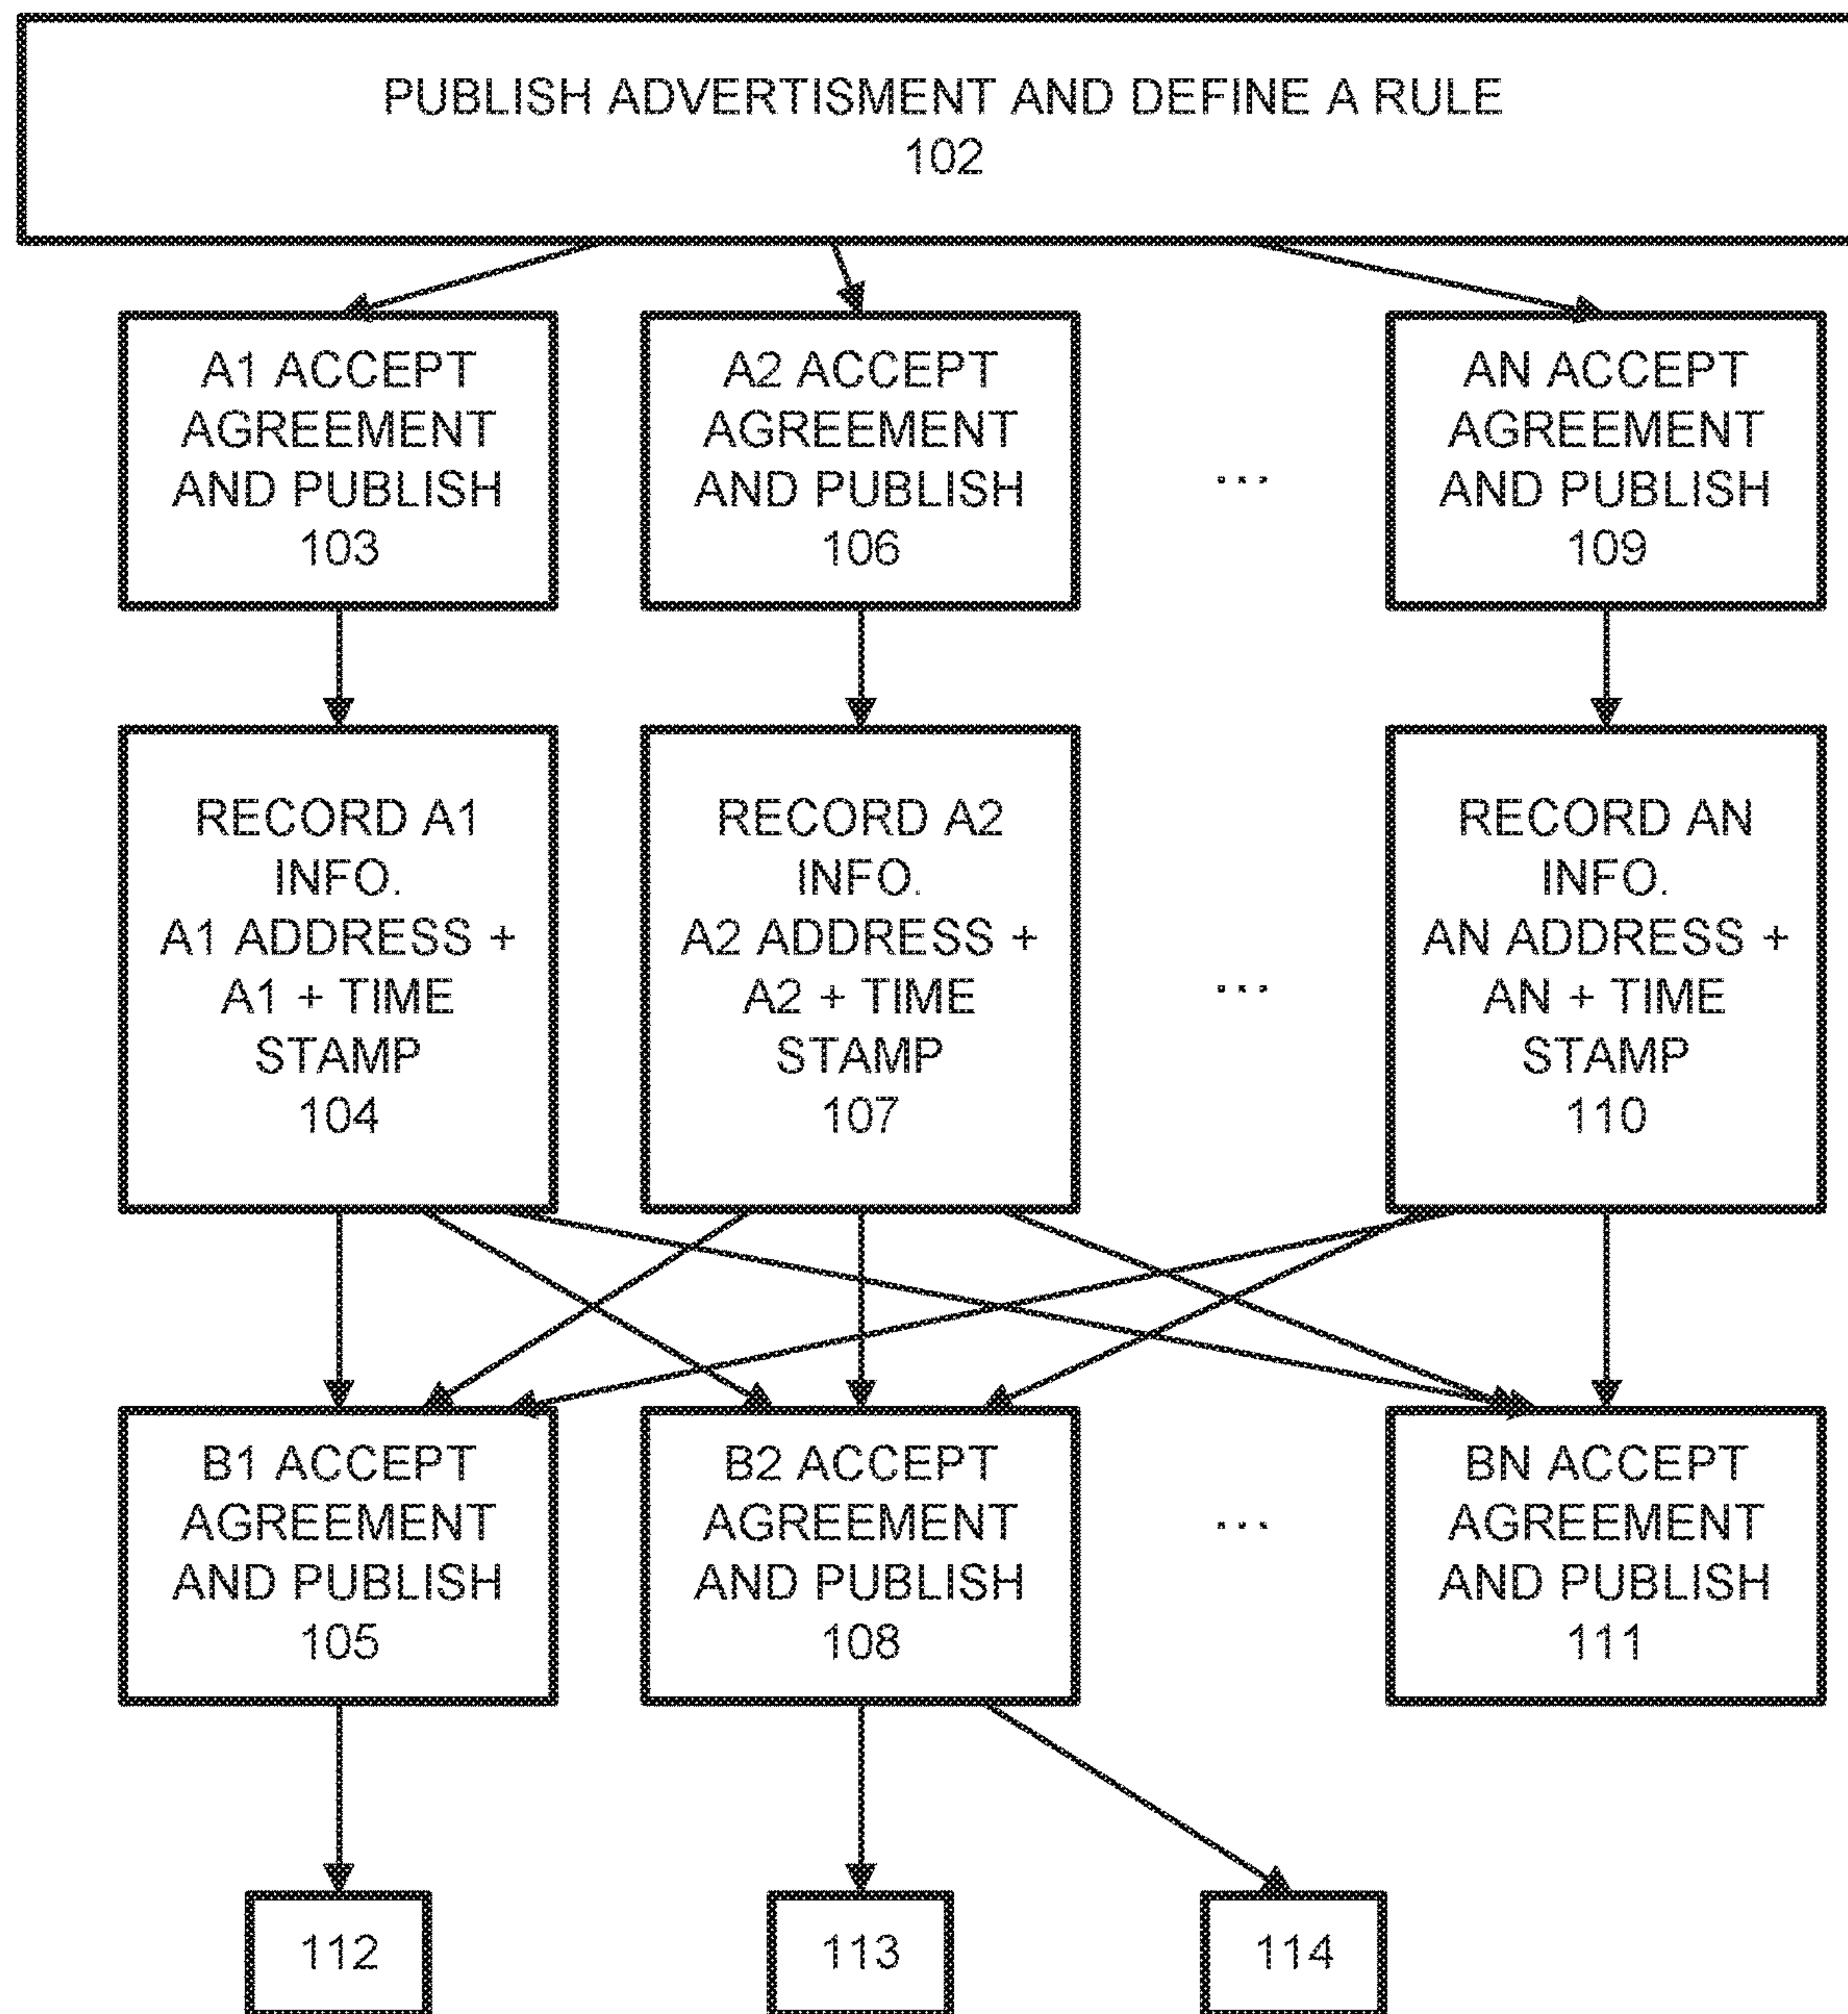 PUBLISH ADVERTISMENT AND DEFINE A RULE
102
A1 ACCEPT
AGREEMENT
AND PUBLISH
103
A2 ACCEPT
AGREEMENT
AND PUBLISH
106
...
AN ACCEPT
AGREEMENT
AND PUBLISH
109
RECORD A1
INFO.
A1 ADDRESS +
A1 + TIME
STAMP
104
RECORD A2
INFO.
A2 ADDRESS +
A2 + TIME
STAMP
107
...
RECORD AN
INFO.
AN ADDRESS +
AN + TIME
STAMP
110
B1 ACCEPT
AGREEMENT
AND PUBLISH
105
B2 ACCEPT
AGREEMENT
AND PUBLISH
108
...
BN ACCEPT
AGREEMENT
AND PUBLISH
111
112
113
114